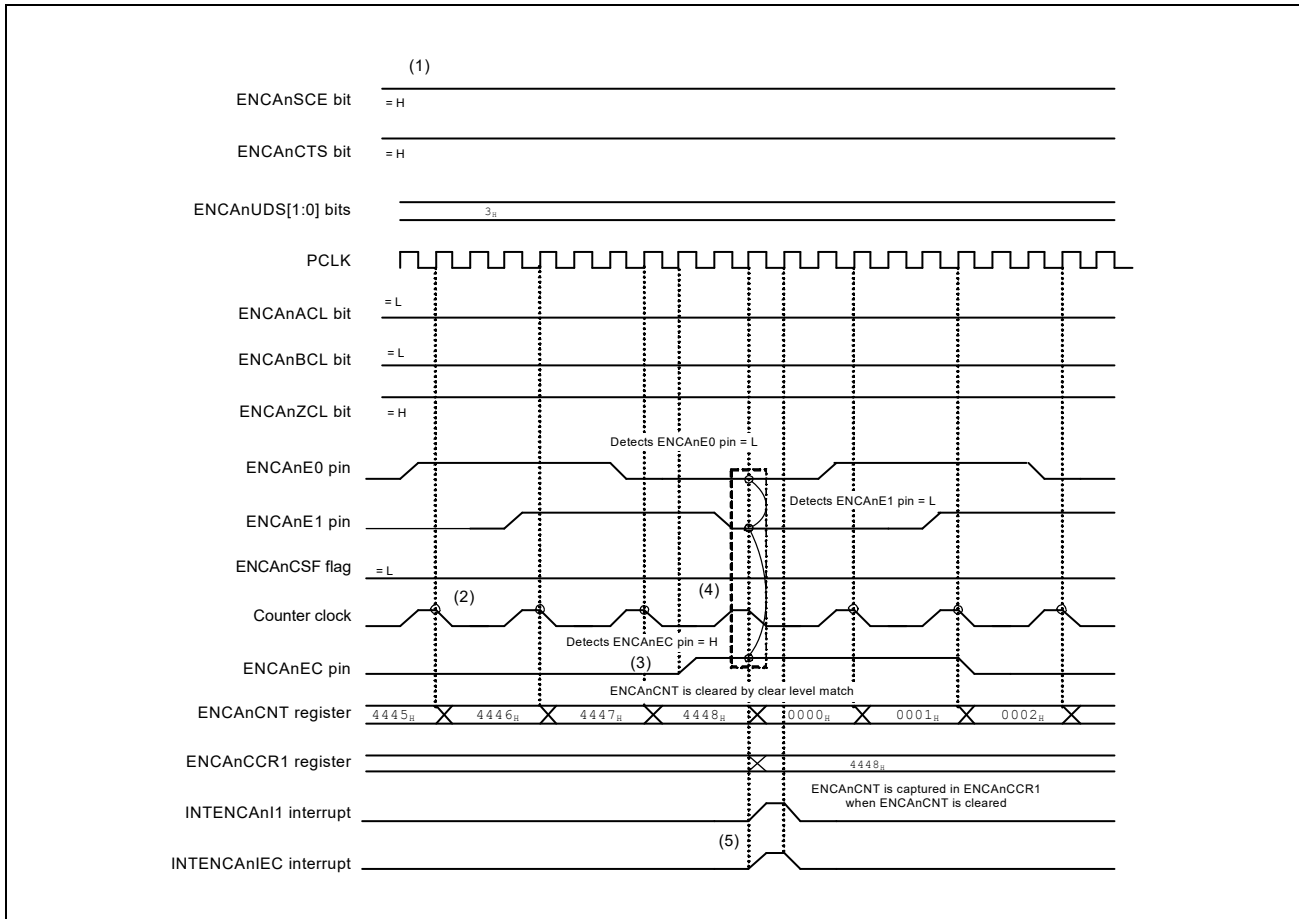 (1)
ENCAnSCE bit
= H
ENCAnCTS bit
= H
ENCAnUDS[1:0] bits
3H
PCLK
= L
ENCAnACL bit
ENCAnBCL bit
= L
ENCAnZCL bit
= H
Detects ENCAnE0 pin = L
ENCAnE0 pin
Detects ENCAnE1 pin = L
ENCAnE1 pin
ENCAnCSF flag
= L
(2)
(4)
Counter clock
Detects ENCAnEC pin = H
(3)
ENCAnEC pin
ENCAnCNT is cleared by clear level match
ENCAnCNT register
4445H 4446H 4447H 4448H 0000H 0001H 0002H
ENCAnCCR1 register
4448H
ENCAnCNT is captured in ENCAnCCR1
when ENCAnCNT is cleared
INTENCAnI1 interrupt
(5)
INTENCAnIEC interrupt